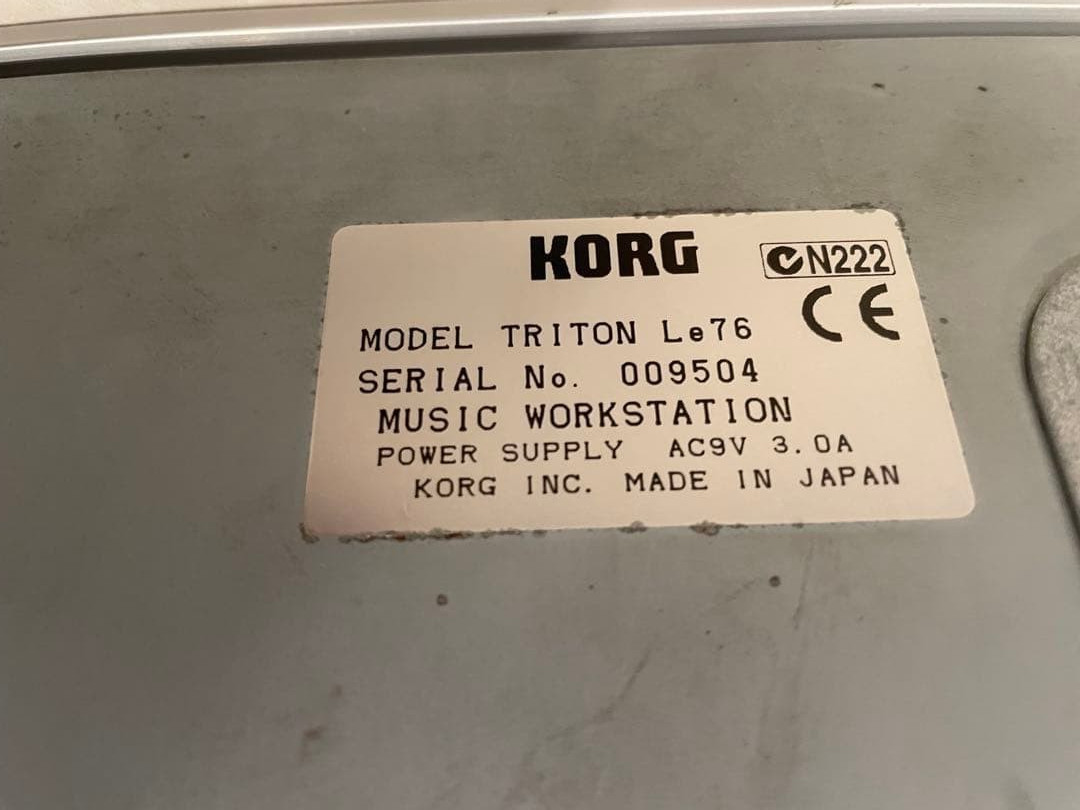 KORG
N222
CE
MODEL TRITON Le76
SERIAL No. 009504
MUSIC WORKSTATION
POWER SUPPLY AC9V 3.0A
KORG INC. MADE IN JAPAN